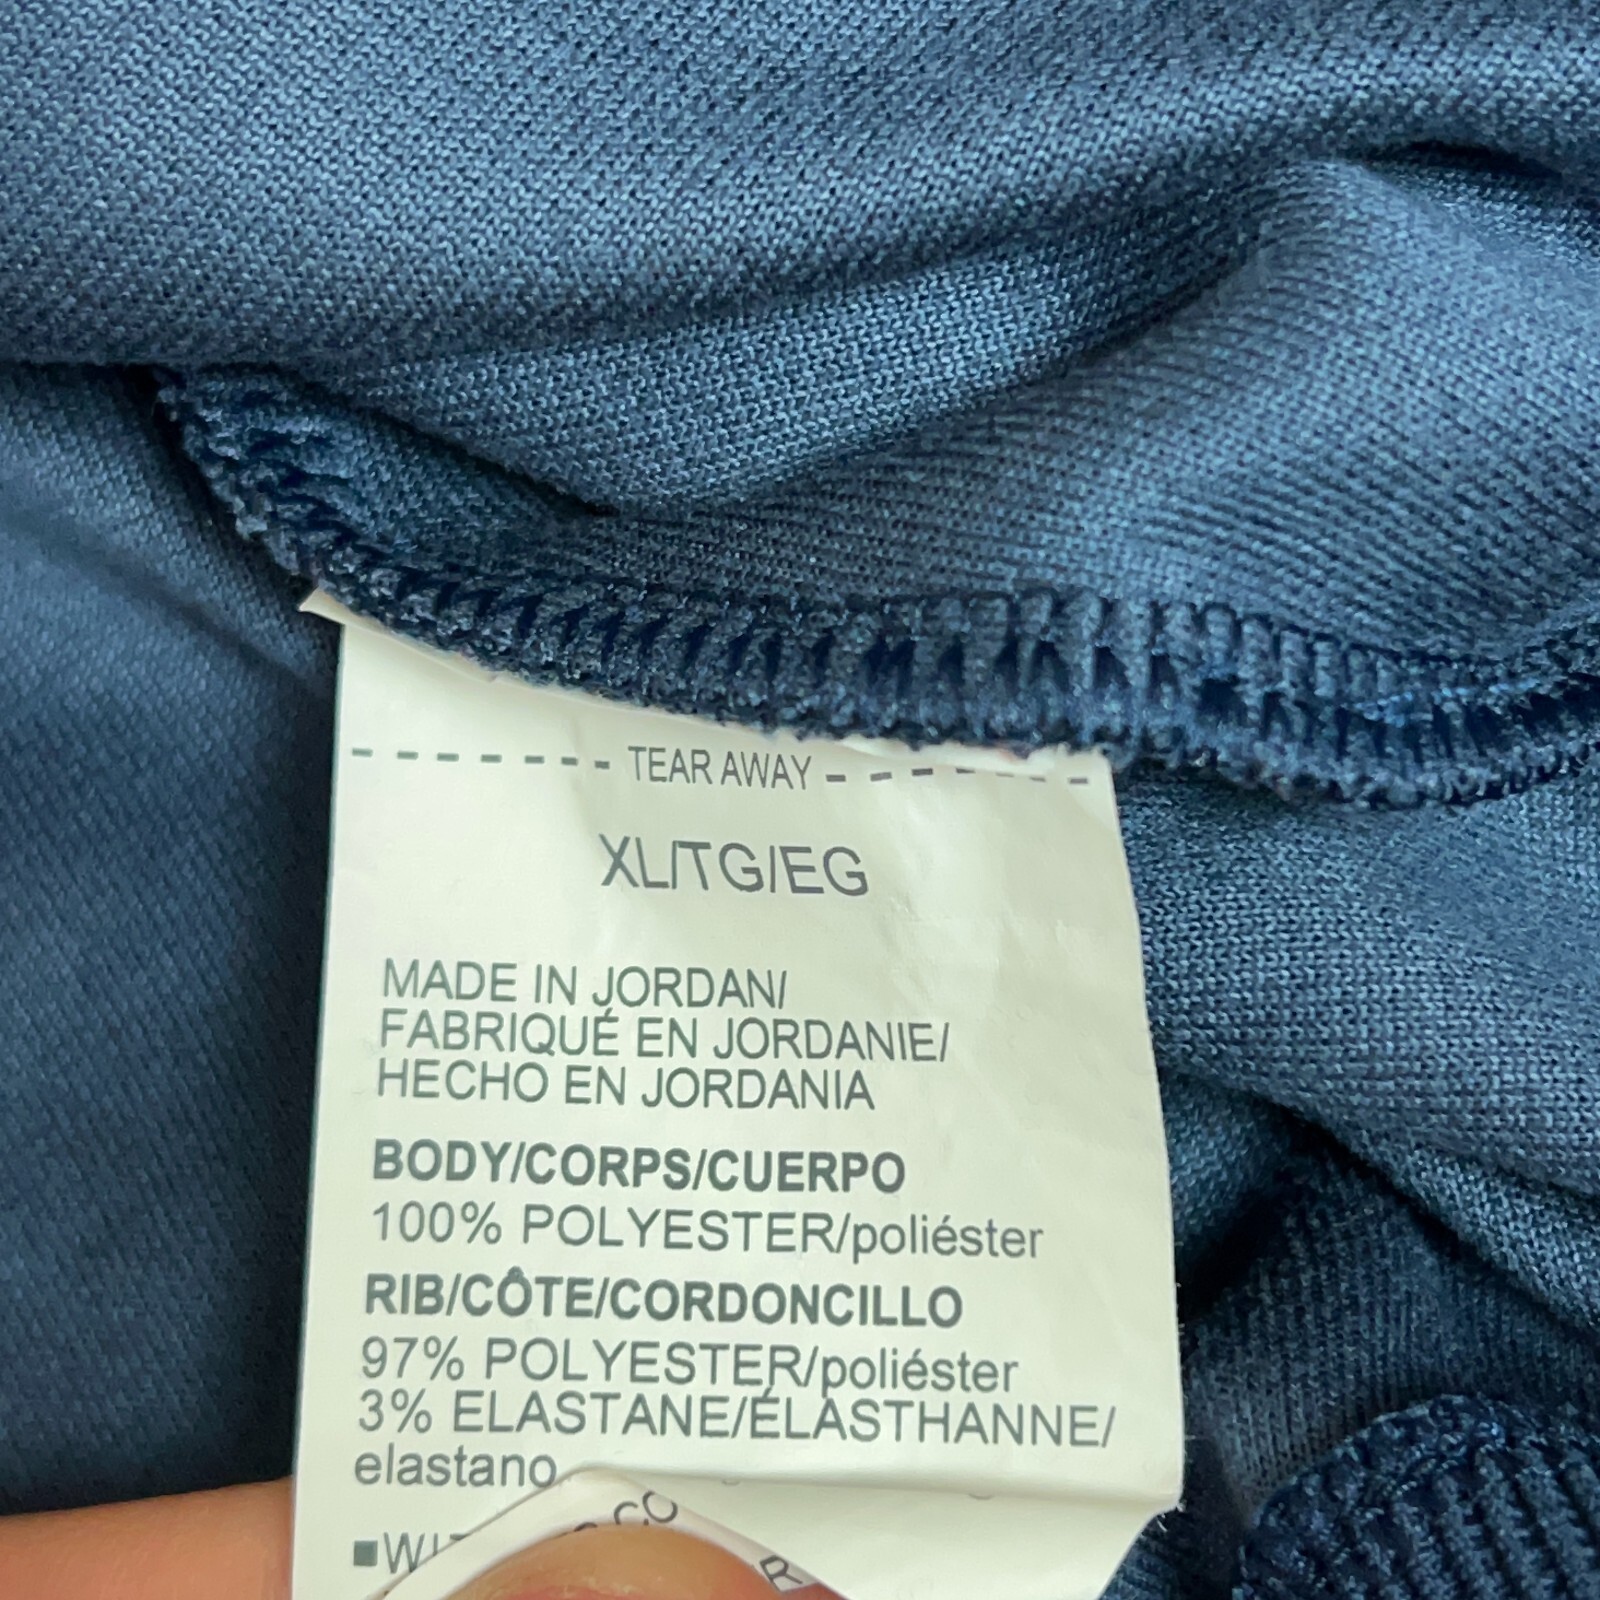 TEAR AWAY
XL/TG/EG
MADE IN JORDAN/
FABRIQUÉ EN JORDANIE/
HECHO EN JORDANIA
BODY/CORPS/CUERPO
100% POLYESTER/poliéster
RIB/CÔTE/CORDONCILLO
97% POLYESTER/poliéster
3% ELASTANE/ÉLASTHANNE/
elastano